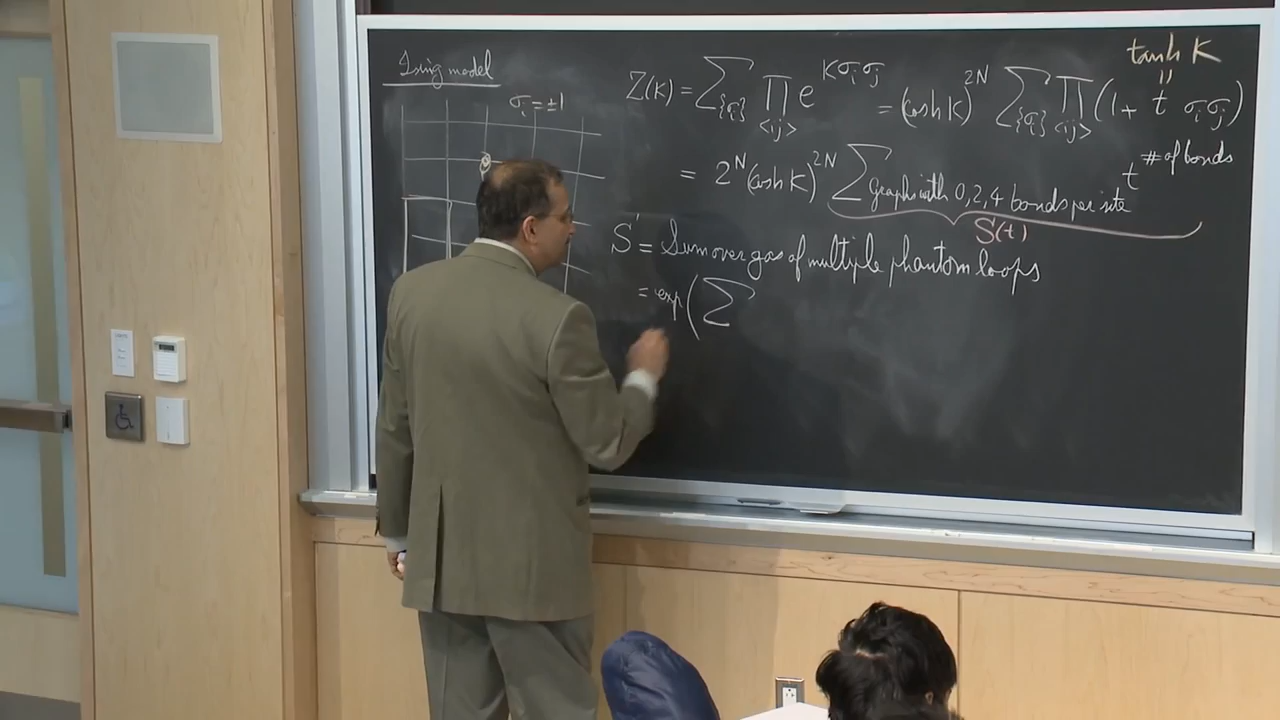 Ising model
σᵢ = ±1
tanh K
Z(K) = ∑_{σᵢ} ∏_<ij> e^{Kσᵢσⱼ} = (cosh K)^{2N} ∑_{σᵢ} ∏_<ij> (1 + t σᵢσⱼ)
= 2^N (cosh K)^{2N} ∑ graphs with 0, 2, 4 bonds per site t^{# of bonds}
S(t)
S' = Sum over gas of multiple phantom loops
= exp( ∑